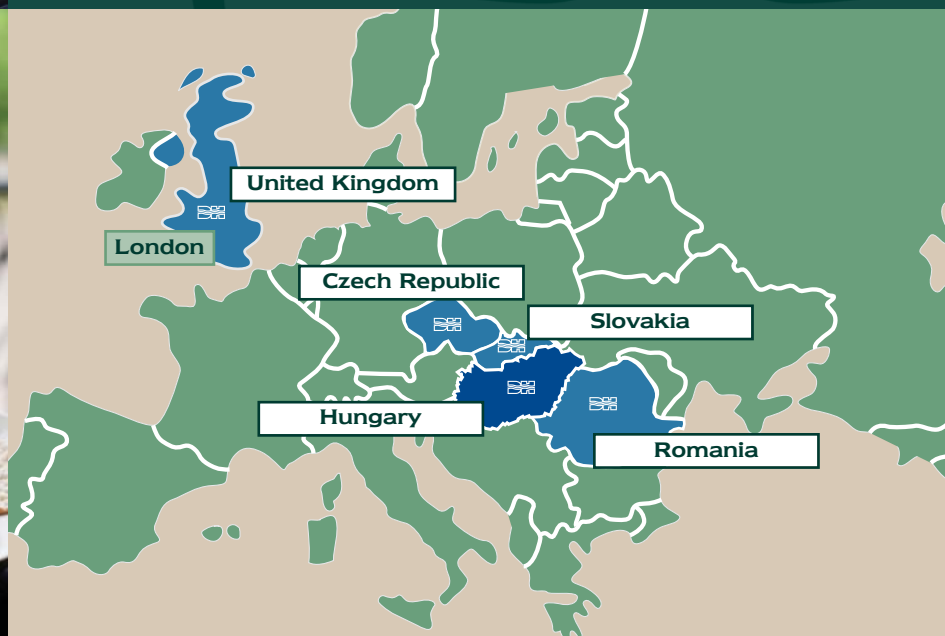 United Kingdom
London
Czech Republic
Slovakia
Hungary
Romania